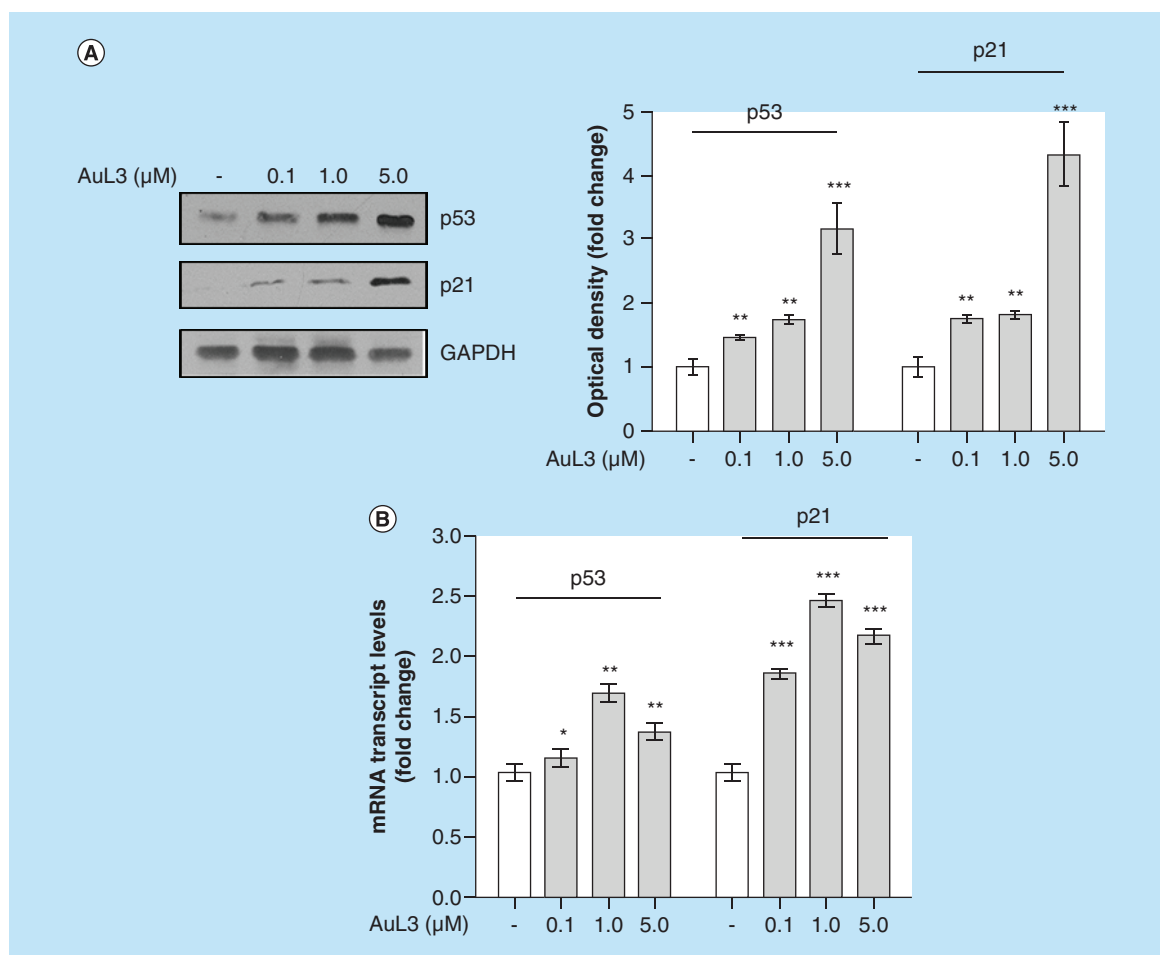 A
AuL3 (μM) - 0.1 1.0 5.0
p53
p21
GAPDH
p21
p53
Optical density (fold change)
5
4
3
2
1
0
***
***
** ** ** **
AuL3 (μM) - 0.1 1.0 5.0 - 0.1 1.0 5.0
B
p21
p53
mRNA transcript levels
(fold change)
3.0
2.5
2.0
1.5
1.0
0.5
0.0
* ** ** *** *** ***
AuL3 (μM) - 0.1 1.0 5.0 - 0.1 1.0 5.0